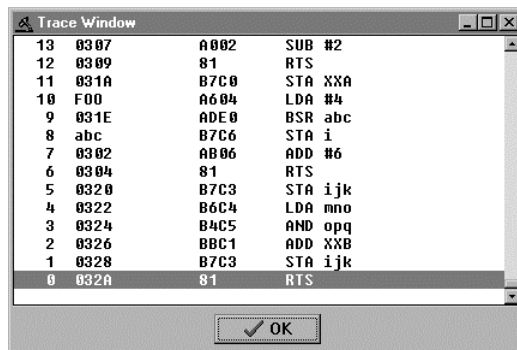 Trace Window
13 0307 A002 SUB #2
12 0309 81 RTS
11 031A B7C0 STA XXA
10 FOO A604 LDA #4
9 031E ADE0 BSR abc
8 abc B7C6 STA i
7 0302 AB06 ADD #6
6 0304 81 RTS
5 0320 B7C3 STA ijk
4 0322 B6C4 LDA mno
3 0324 B4C5 AND opq
2 0326 BBC1 ADD XXB
1 0328 B7C3 STA ijk
0 032A 81 RTS
OK